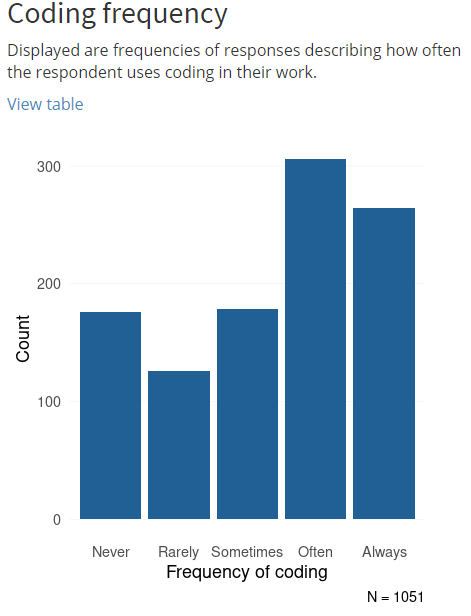 Coding frequency
Displayed are frequencies of responses describing how often
the respondent uses coding in their work.
View table
300
200
100
0
Count
Never Rarely Sometimes Often Always
Frequency of coding
N = 1051